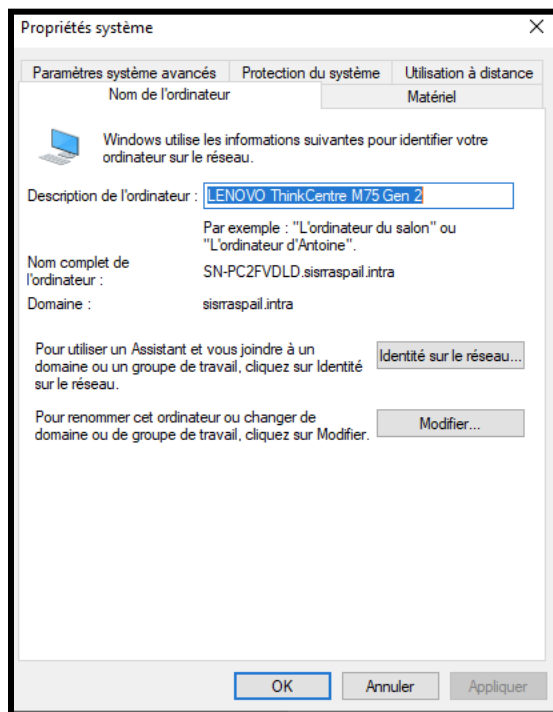 Propriétés système
Paramètres système avancés Protection du système Utilisation à distance
Nom de l'ordinateur Matériel
Windows utilise les informations suivantes pour identifier votre
ordinateur sur le réseau.
Description de l'ordinateur : LENOVO ThinkCentre M75 Gen 2
Par exemple : "L'ordinateur du salon" ou
"L'ordinateur d'Antoine".
Nom complet de
l'ordinateur :
SN-PC2FVDLD.sisrraspail.intra
Domaine : sisrraspail.intra
Pour utiliser un Assistant et vous joindre à un
domaine ou un groupe de travail, cliquez sur Identité
sur le réseau.
Identité sur le réseau...
Pour renommer cet ordinateur ou changer de
domaine ou de groupe de travail, cliquez sur Modifier.
Modifier...
OK Annuler Appliquer